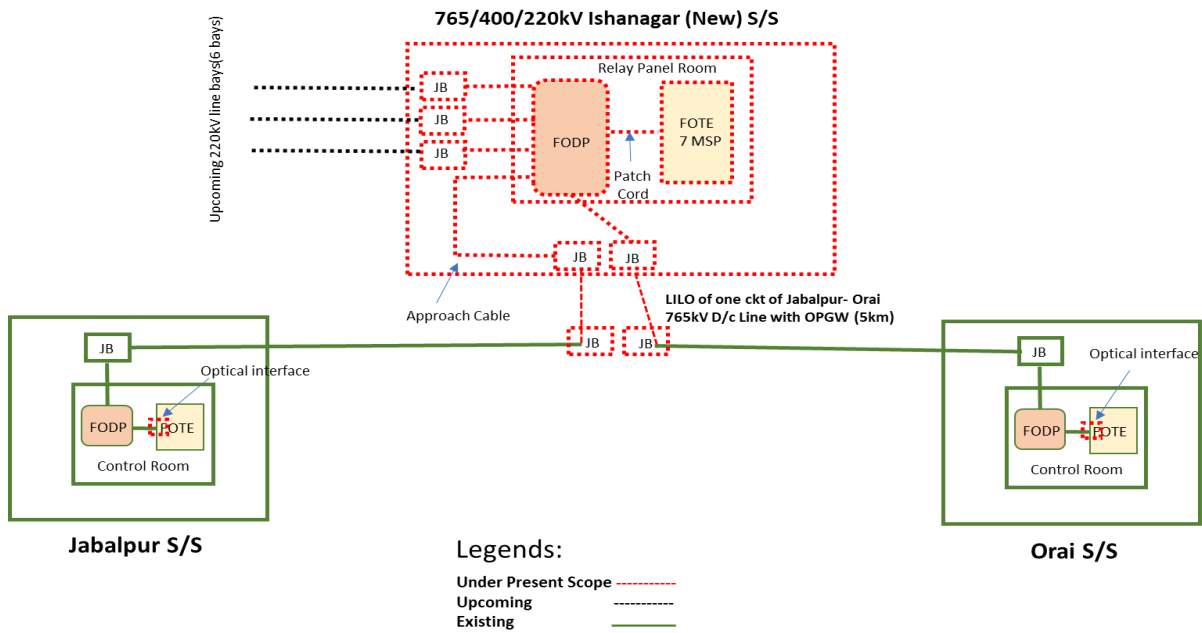 765/400/220kV Ishanagar (New) S/S
Upcoming 220kV line bays(6 bays)
Relay Panel Room
JB
JB
JB
FODP
FOTE
7 MSP
Patch
Cord
JB
JB
Approach Cable
LILO of one ckt of Jabalpur- Orai
765kV D/c Line with OPGW (5km)
JB
JB
JB
Optical interface
FODP
FOTE
Control Room
Jabalpur S/S
JB
Optical interface
FODP
FOTE
Control Room
Orai S/S
Legends:
Under Present Scope
Upcoming
Existing